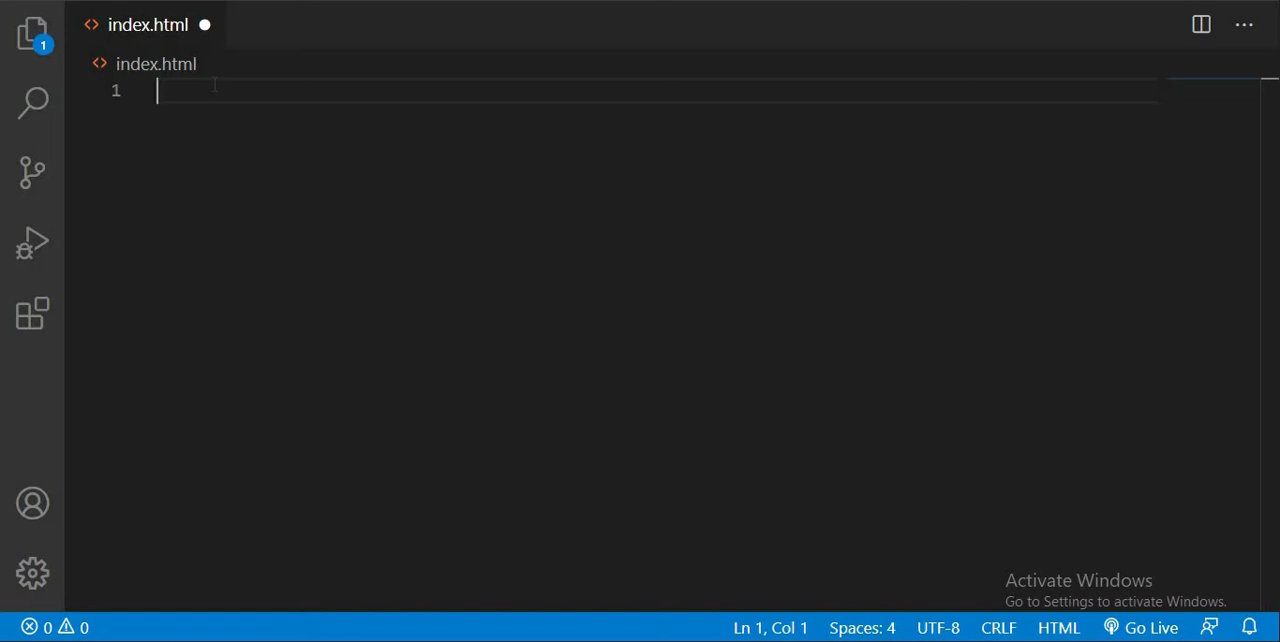 index.html
1
index.html
1
Activate Windows
Go to Settings to activate Windows.
0 0 Ln 1, Col 1 Spaces: 4 UTF-8 CRLF HTML Go Live